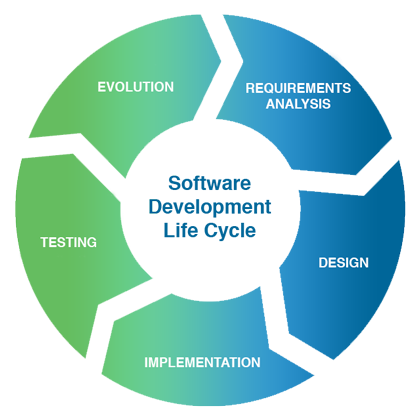 Software
Development
Life Cycle
REQUIREMENTS
ANALYSIS
DESIGN
IMPLEMENTATION
TESTING
EVOLUTION